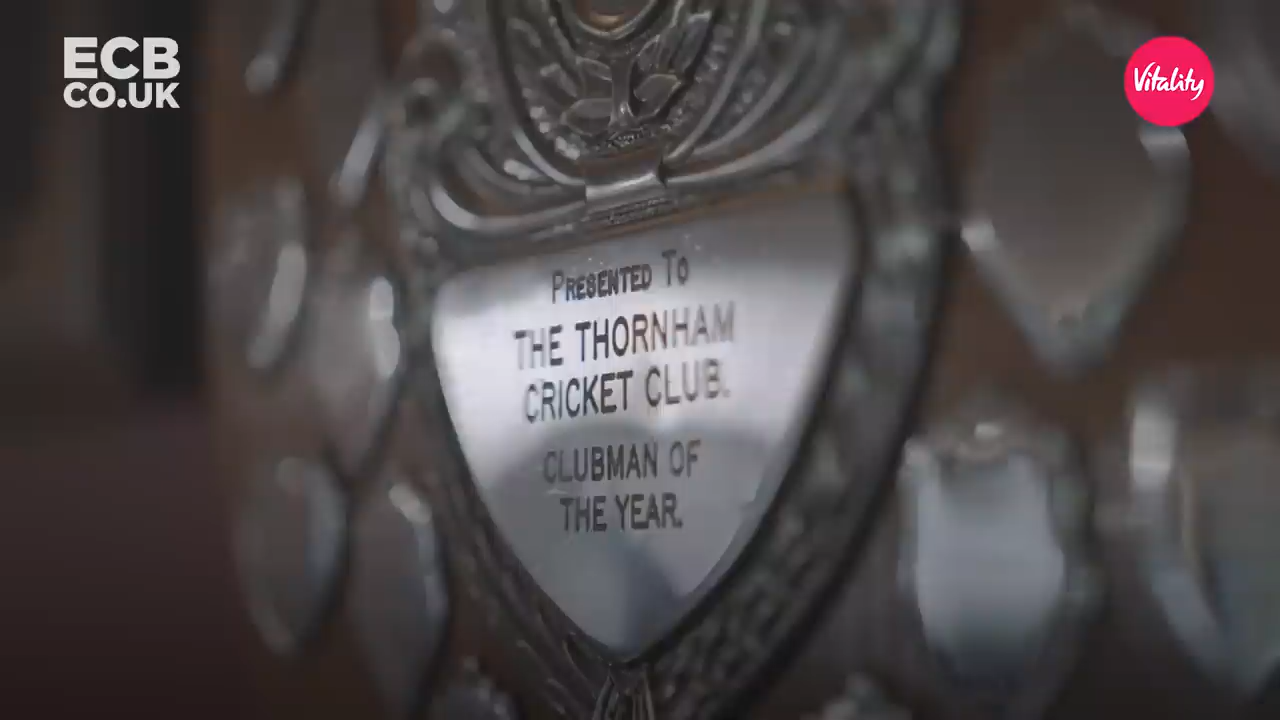 ECB
CO.UK
Vitality
PRESENTED TO
THE THORNHAM
CRICKET CLUB.
CLUBMAN OF
THE YEAR.